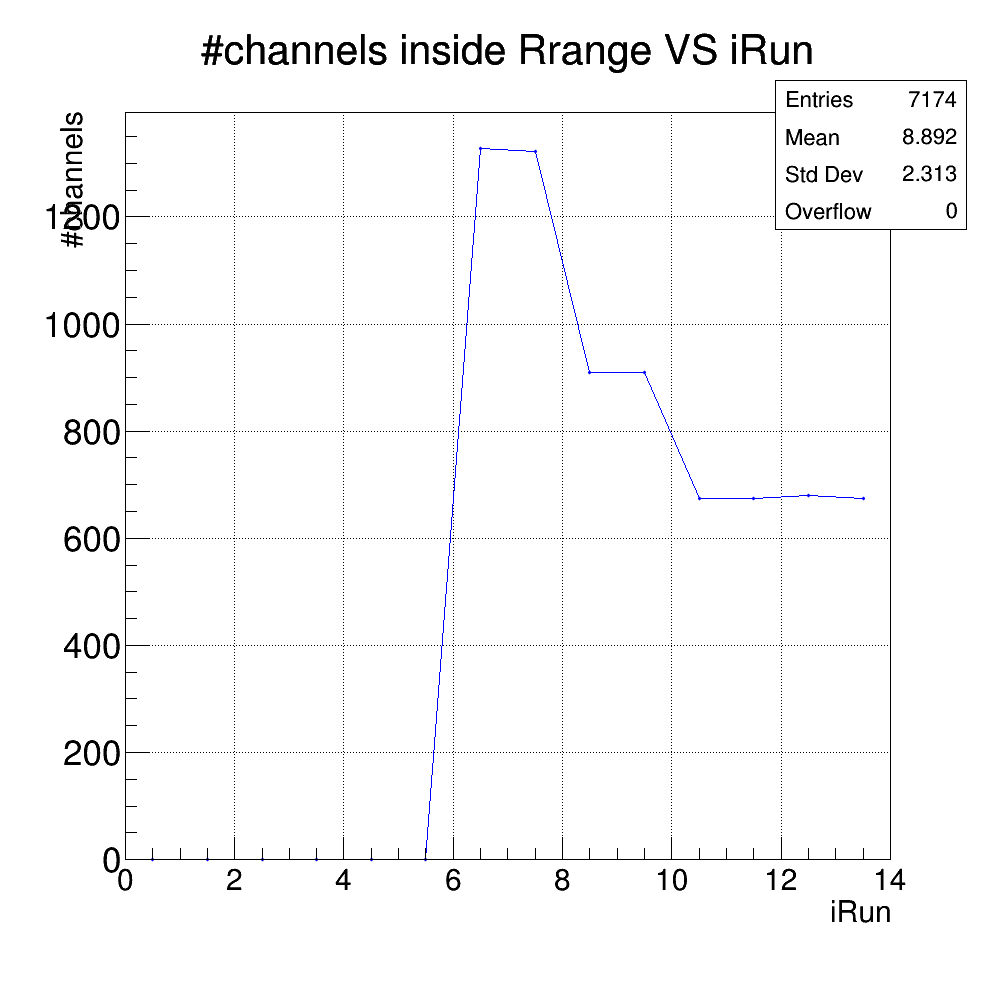 #channels inside Rrange VS iRun
Entries 7174
Mean 8.892
Std Dev 2.313
Overflow 0
#channels
1200
1000
800
600
400
200
0
0 2 4 6 8 10 12 14
iRun